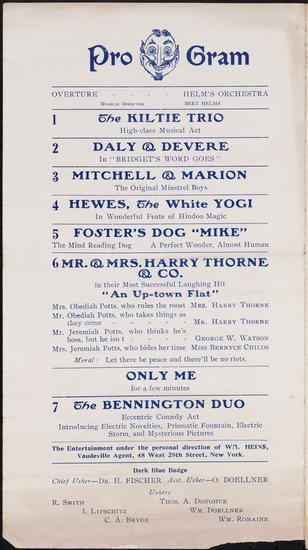 Pro Gram
OVERTURE - - - - HELM'S ORCHESTRA
MUSICAL DIRECTOR - - - BERT HELMS
1 The KILTIE TRIO
High-class Musical Act
2 DALY & DEVERE
In "BRIDGET'S WORD GOES"
3 MITCHELL & MARION
The Original Minstrel Boys
4 HEWES, The White YOGI
In Wonderful Feats of Hindoo Magic
5 FOSTER'S DOG "MIKE"
The Mind Reading Dog A Perfect Wonder, Almost Human
6 MR. & MRS. HARRY THORNE
& CO.
in their Most Successful Laughing Hit
"An Up-town Flat"
Mrs. Obediah Potts, who rules the roost MRS. HARRY THORNE
Mr. Obediah Potts, who takes things as
they come - - - - - MR. HARRY THORNE
Mr. Jeremiah Potts, who thinks he's
boss, but he isn't - - - - GEORGE W. WATSON
Mrs. Jeremiah Potts, who bides her time MISS BERNYCE CHILDS
Moral: Let there be peace and there'll be no riots.
ONLY ME
for a few minutes
7 The BENNINGTON DUO
Eccentric Comedy Act
Introducing Electric Novelties, Prismatic Fountain, Electric
Storm, and Mysterious Pictures
The Entertainment under the personal direction of WM. HEINS,
Vaudeville Agent, 48 West 28th Street, New York.
Dark Blue Badge
Chief Usher—DR. H. FISCHER Asst. Usher—O. DOELLNER
Ushers
R. SMITH THOS. A. DONOHUE
I. LIPSCHITZ WM. DOELLNER
C. A. BRYDE WM. ROMAINE